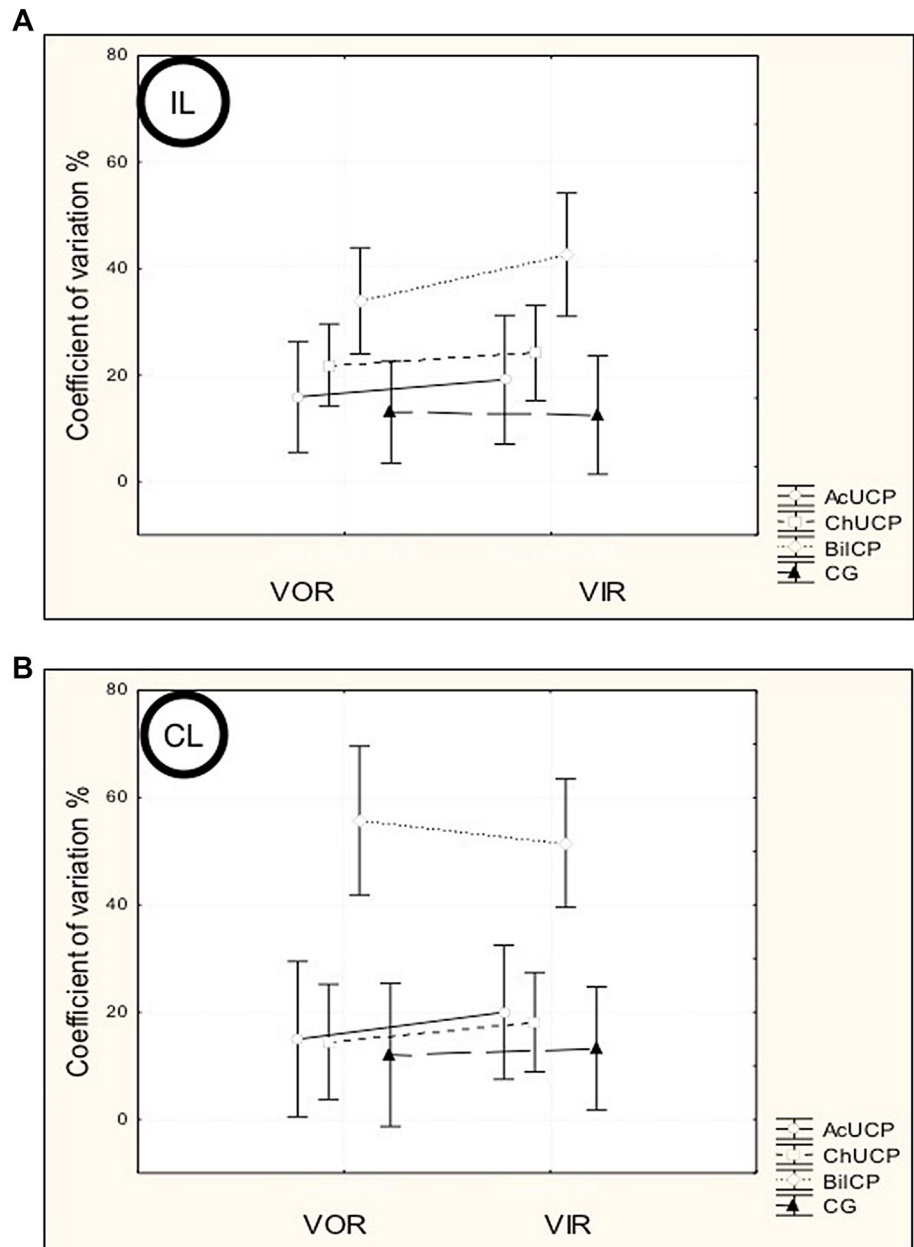 A
80
IL
60
Coefficient of variation %
40
20
0
AcUCP
ChUCP
BilCP
CG
VOR VIR
B
80
CL
60
Coefficient of variation %
40
20
0
AcUCP
ChUCP
BilCP
CG
VOR VIR